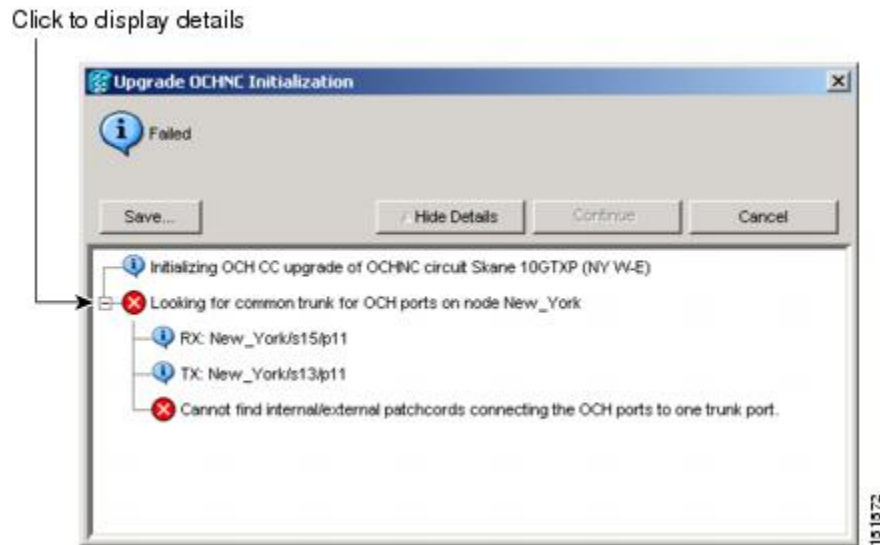 Click to display details
Upgrade OCHNC Initialization
Failed
Save...
Hide Details
Continue
Cancel
Initializing OCH CC upgrade of OCHNC circuit Skane 10GTXP (NY W-E)
Looking for common trunk for OCH ports on node New_York
RX: New_York/s15/p11
TX: New_York/s13/p11
Cannot find internal/external patchcords connecting the OCH ports to one trunk port.
151572